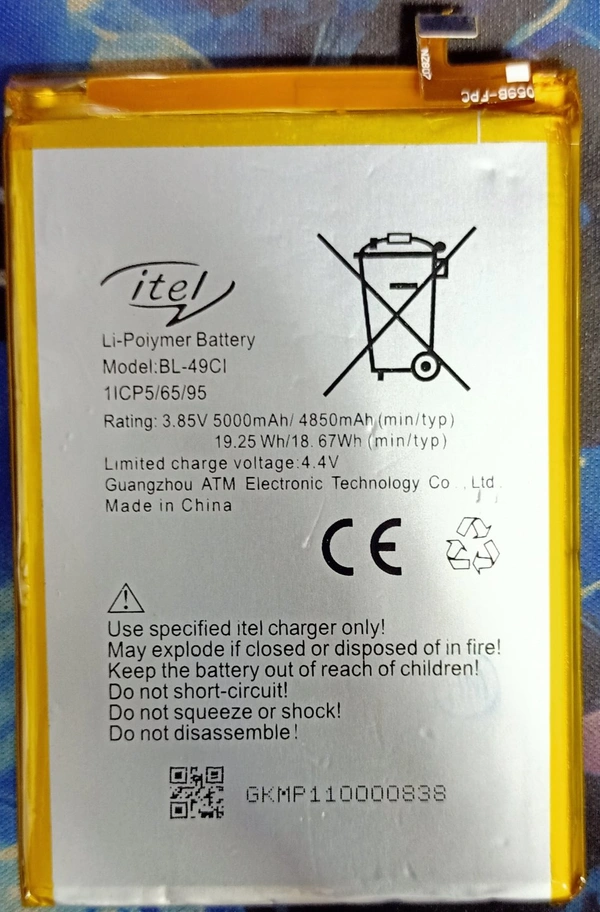 NZB07
059B-FPC
itel
Li-Poiymer Battery
Model:BL-49CI
1ICP5/65/95
Rating: 3.85V 5000mAh/ 4850mAh (min/typ)
19.25 Wh/18.67Wh (min/typ)
Limited charge voltage:4.4V
Guangzhou ATM Electronic Technology Co., Ltd.
Made in China
CE
Use specified itel charger only!
May explode if closed or disposed of in fire!
Keep the battery out of reach of children!
Do not short-circuit!
Do not squeeze or shock!
Do not disassemble!
GKMP110000838